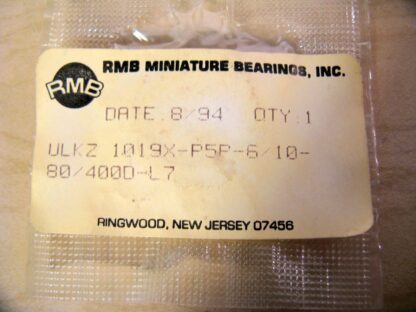 RMB MINIATURE BEARINGS, INC.
RMB
DATE 8/94 QTY 1
ULKZ 1019X-P5P-6/10-
80/400D-L7
RINGWOOD, NEW JERSEY 07456